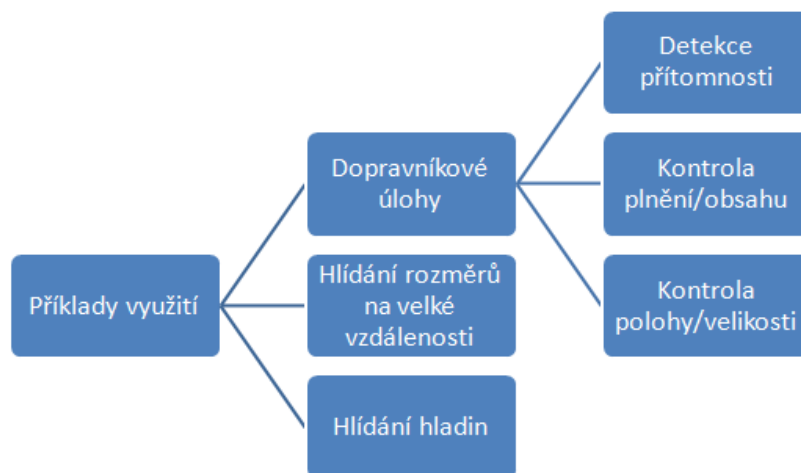 Příklady využití
Dopravníkové
úlohy
Hlídání rozměrů
na velké
vzdálenosti
Hlídání hladin
Detekce
přítomnosti
Kontrola
plnění/obsahu
Kontrola
polohy/velikosti